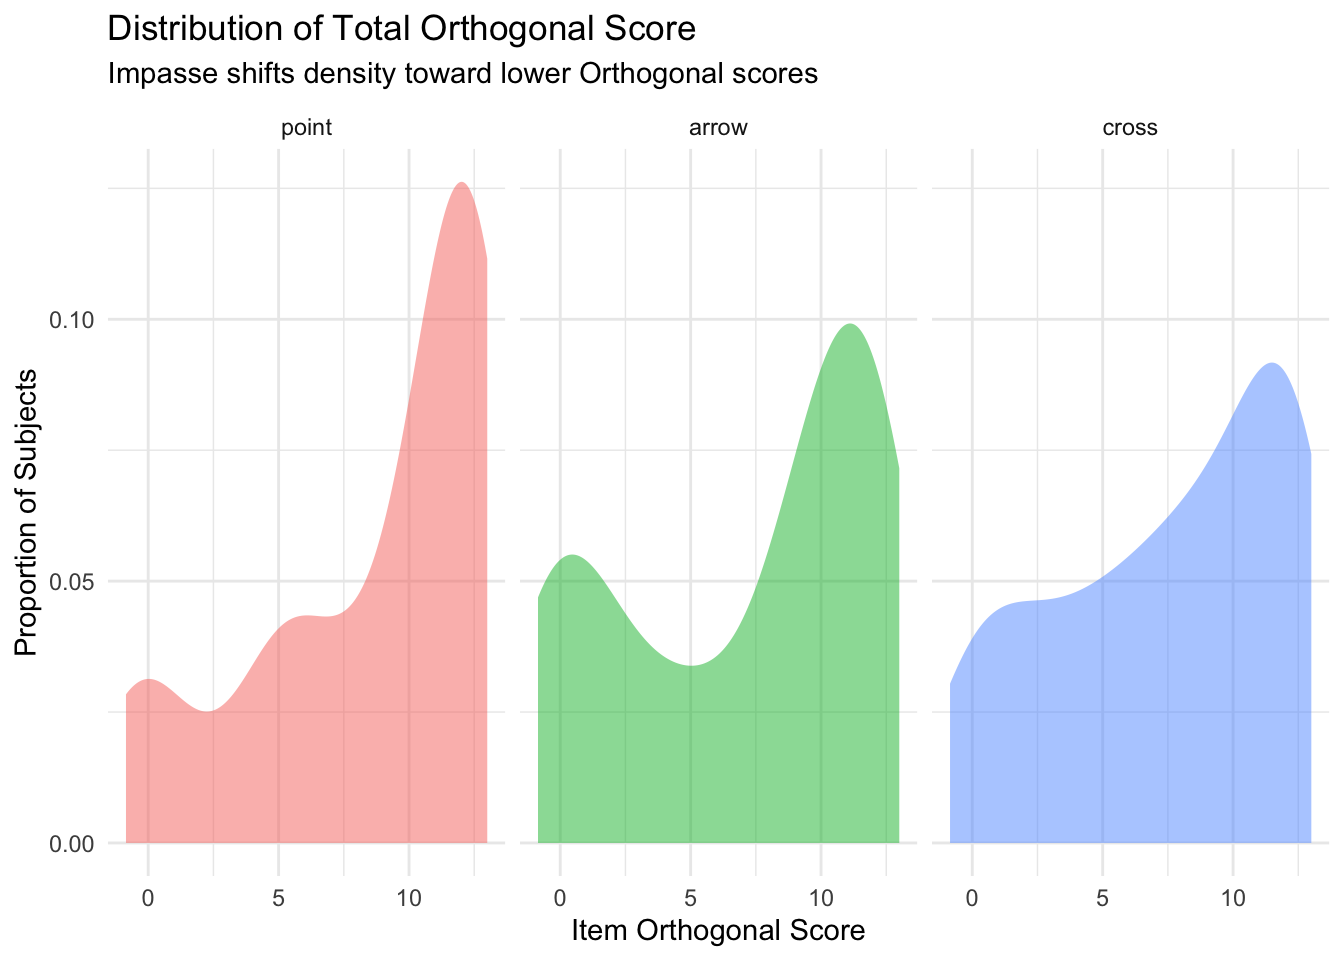 Distribution of Total Orthogonal Score
Impasse shifts density toward lower Orthogonal scores
point
arrow
cross
Proportion of Subjects
0.10
0.05
0.00
0 5 10
0 5 10
0 5 10
Item Orthogonal Score